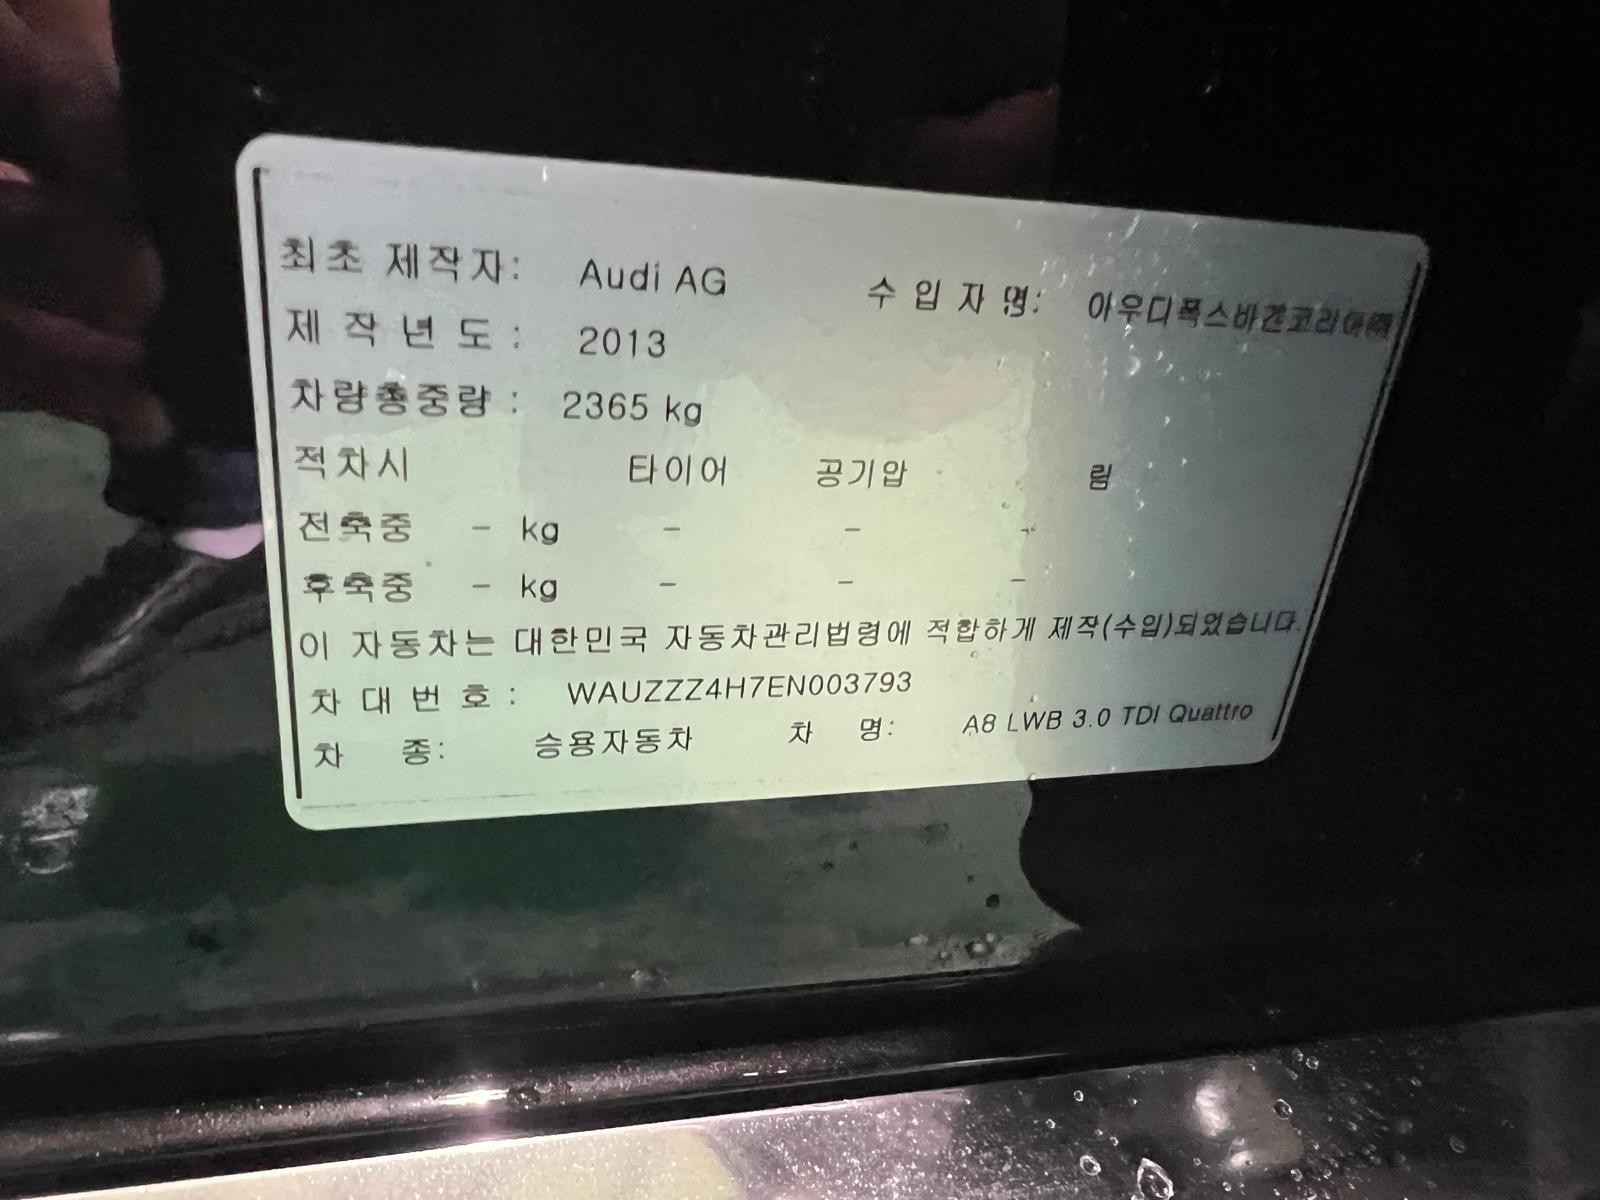 최초 제작자: Audi AG 수 입 자 명: 아우디폭스바겐코리아㈜
제 작 년 도 : 2013
차량총중량 : 2365 kg
적차시 타이어 공기압 림
전축중 - kg - - -
후축중 - kg - - -
이 자동차는 대한민국 자동차관리법령에 적합하게 제작(수입)되었습니다.
차 대 번 호 : WAUZZZ4H7EN003793
차 종: 승용자동차 차 명: A8 LWB 3.0 TDI Quattro